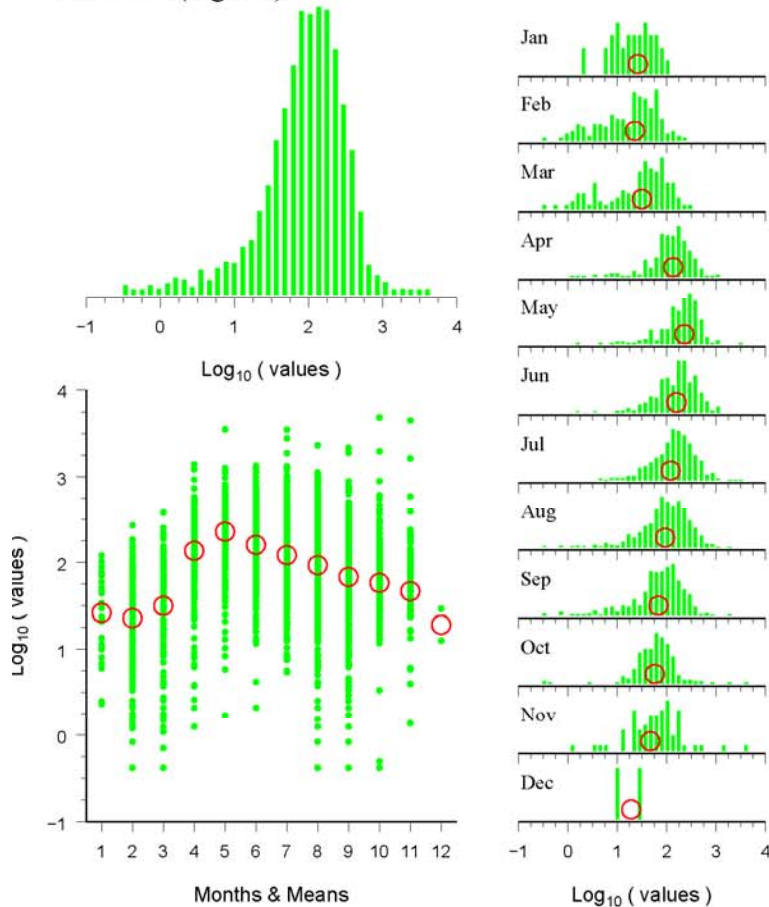 −1 0 1 2 3 4
Log10 ( values )
4
3
2
1
0
−1
Log10 ( values )
1 2 3 4 5 6 7 8 9 10 11 12
Months & Means
Jan
Feb
Mar
Apr
May
Jun
Jul
Aug
Sep
Oct
Nov
Dec
−1 0 1 2 3 4
Log10 ( values )